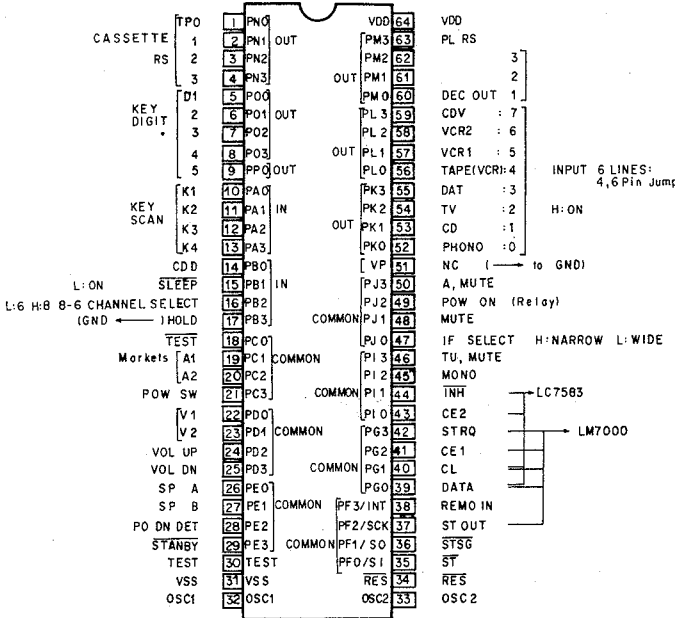 TPO 1 PN0 VDD 64 VDD
CASSETTE 1 2 PN1 OUT PM3 63 PL RS
RS 2 3 PN2 PM2 62 3
3 4 PN3 OUT PM1 61 2
D1 5 PO0 PM0 60 DEC OUT 1
KEY DIGIT 2 6 PO1 OUT PL3 59 CDV : 7
3 7 PO2 PL2 58 VCR2 : 6
4 8 PO3 OUT PL1 57 VCR1 : 5
5 9 PP0 OUT PL0 56 TAPE(VCR): 4 INPUT 6 LINES:
4,6 Pin Jump
K1 10 PA0 PK3 55 DAT : 3
KEY SCAN K2 11 PA1 IN PK2 54 TV : 2 H:ON
K3 12 PA2 OUT PK1 53 CD : 1
K4 13 PA3 PK0 52 PHONO : 0
CDD 14 PB0 VP 51 NC ( → to GND)
L:ON SLEEP 15 PB1 IN PJ3 50 A, MUTE
L:6 H:8 8-6 CHANNEL SELECT 16 PB2 PJ2 49 POW ON (Relay)
(GND ← ) HOLD 17 PB3 COMMON PJ1 48 MUTE
TEST 18 PC0 PJ0 47 IF SELECT H:NARROW L:WIDE
Markets A1 19 PC1 COMMON PI3 46 TU, MUTE
A2 20 PC2 PI2 45 MONO
POW SW 21 PC3 COMMON PI1 44 INH → LC7583
V1 22 PD0 PI0 43 CE2
V2 23 PD1 COMMON PG3 42 STRQ → LM7000
VOL UP 24 PD2 PG2 41 CE1
VOL DN 25 PD3 COMMON PG1 40 CL
SP A 26 PE0 PG0 39 DATA
SP B 27 PE1 COMMON PF3/INT 38 REMO IN
PO DN DET 28 PE2 PF2/SCK 37 ST OUT
STANBY 29 PE3 COMMON PF1/SO 36 STSG
TEST 30 TEST PF0/SI 35 ST
VSS 31 VSS RES 34 RES
OSC1 32 OSC1 OSC2 33 OSC2